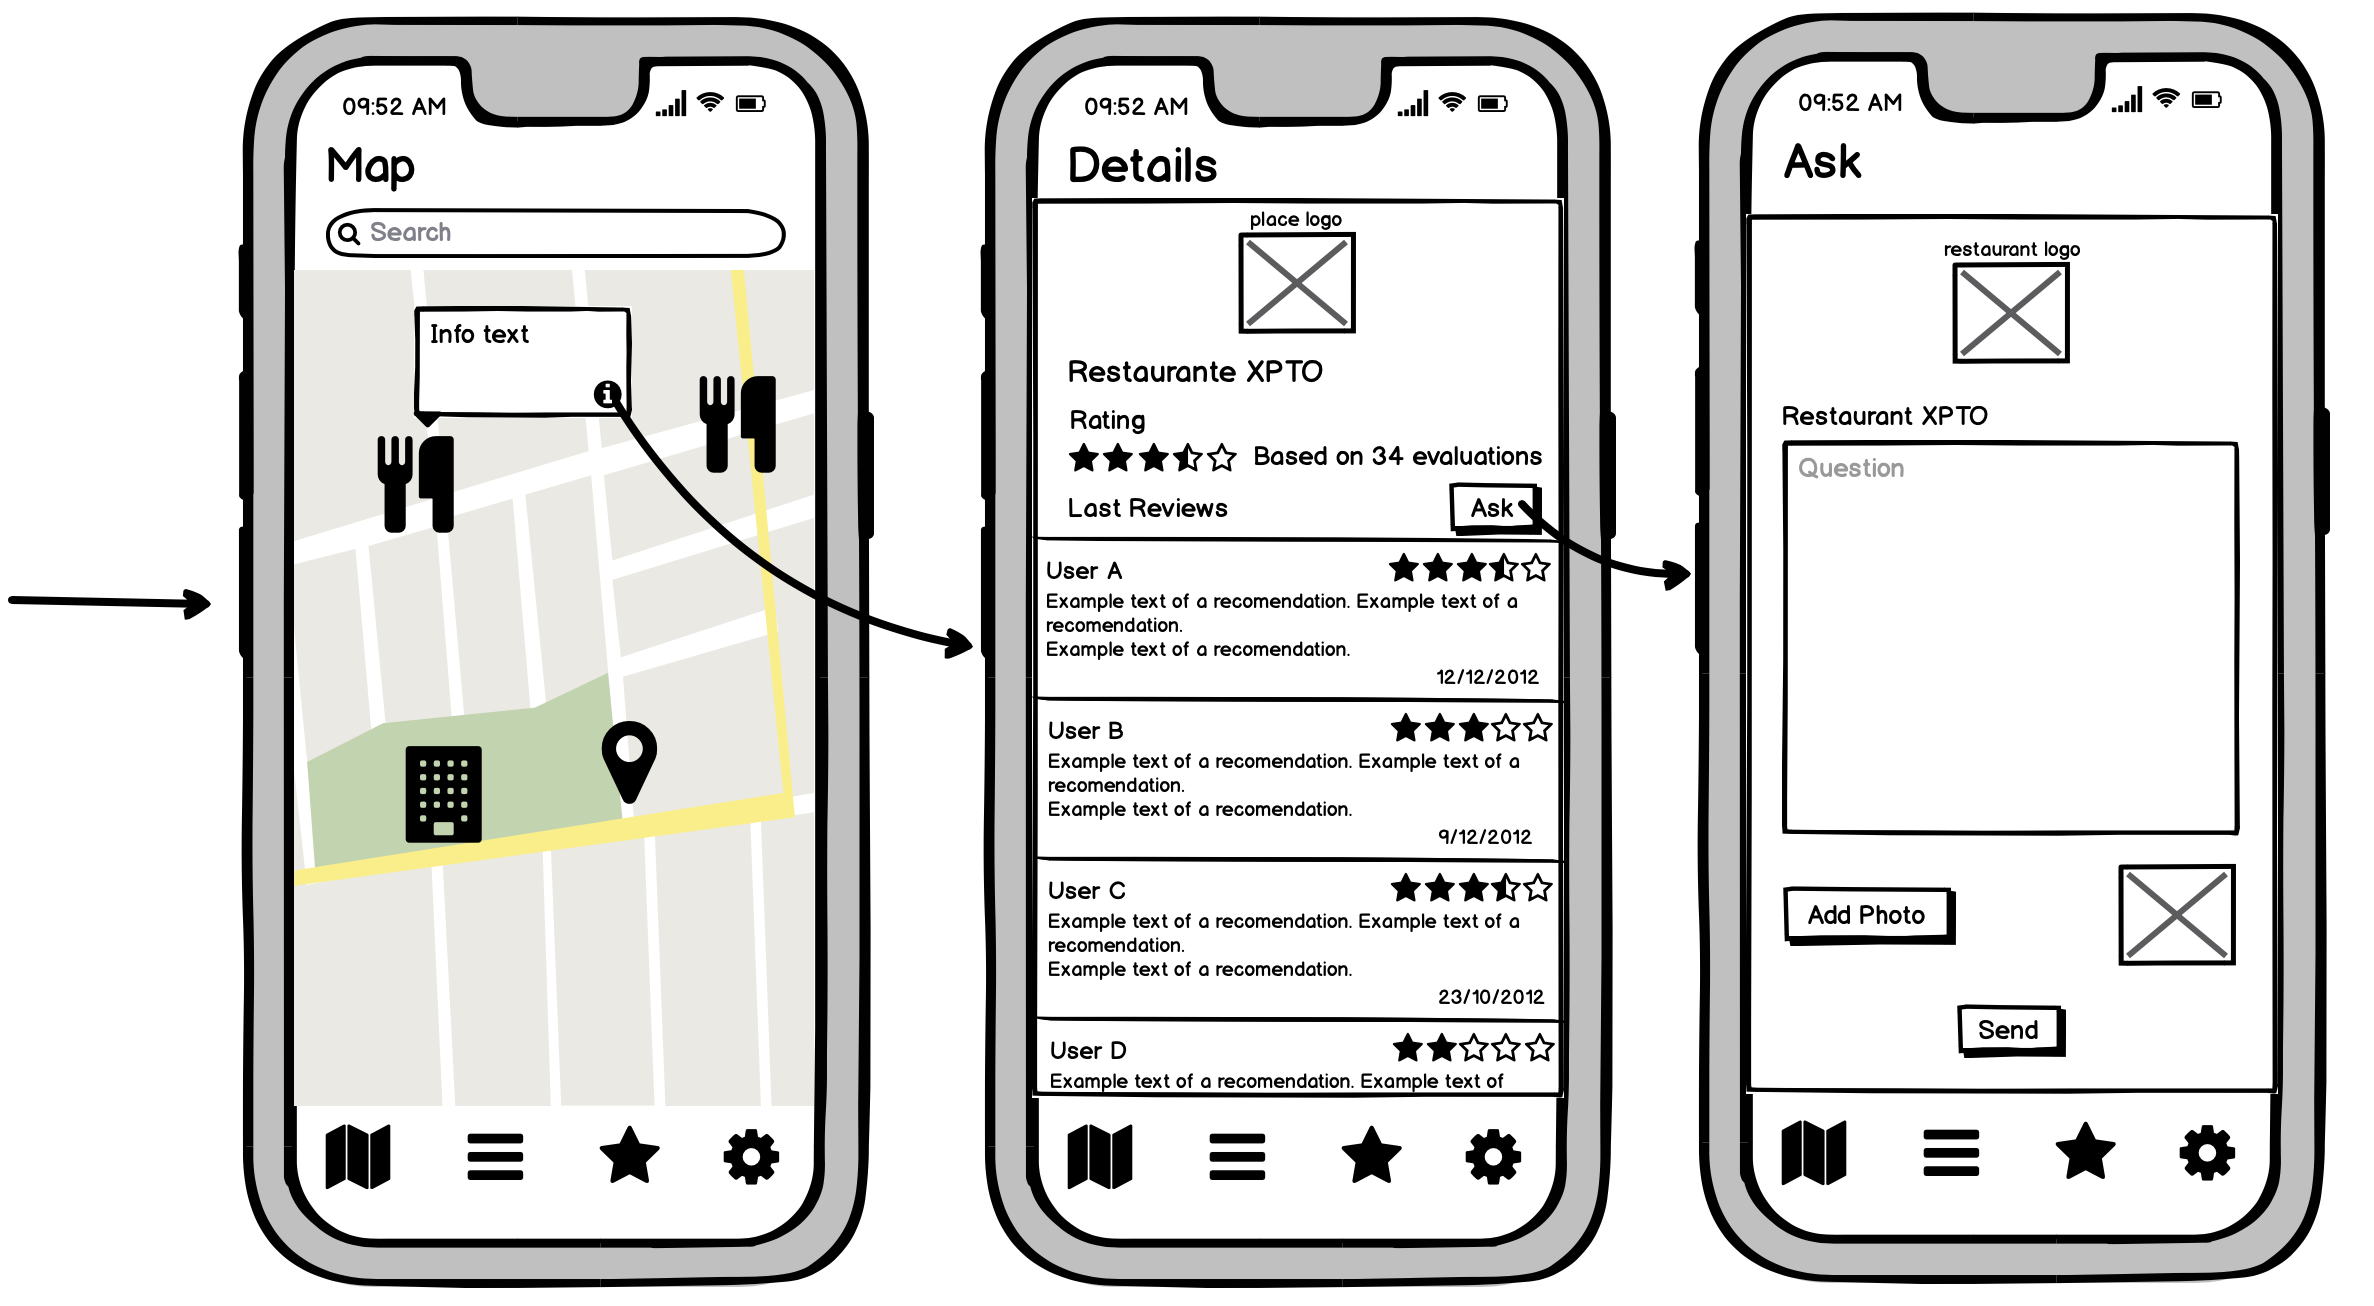 09:52 AM
Map
Search
Info text
09:52 AM
Details
place logo
Restaurante XPTO
Rating
Based on 34 evaluations
Last Reviews
Ask
User A
Example text of a recomendation. Example text of a
recomendation.
Example text of a recomendation.
12/12/2012
User B
Example text of a recomendation. Example text of a
recomendation.
Example text of a recomendation.
9/12/2012
User C
Example text of a recomendation. Example text of a
recomendation.
Example text of a recomendation.
23/10/2012
User D
Example text of a recomendation. Example text of
09:52 AM
Ask
restaurant logo
Restaurant XPTO
Question
Add Photo
Send